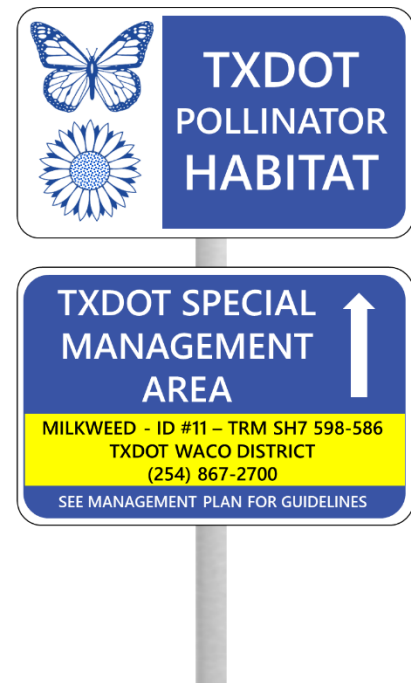 TXDOT
POLLINATOR
HABITAT
TXDOT SPECIAL
MANAGEMENT
AREA
MILKWEED - ID #11 – TRM SH7 598-586
TXDOT WACO DISTRICT
(254) 867-2700
SEE MANAGEMENT PLAN FOR GUIDELINES